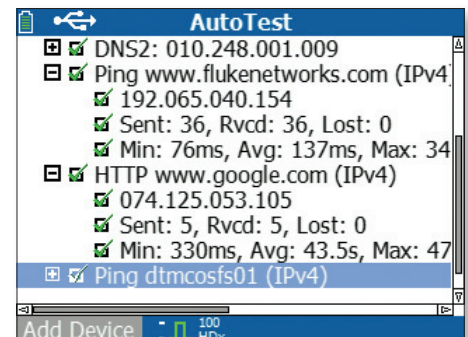 AutoTest
DNS2: 010.248.001.009
Ping www.flukenetworks.com (IPv4)
192.065.040.154
Sent: 36, Rvcd: 36, Lost: 0
Min: 76ms, Avg: 137ms, Max: 34
HTTP www.google.com (IPv4)
074.125.053.105
Sent: 5, Rvcd: 5, Lost: 0
Min: 330ms, Avg: 43.5s, Max: 47
Ping dtmcosfs01 (IPv4)
Add Device
100
HDx